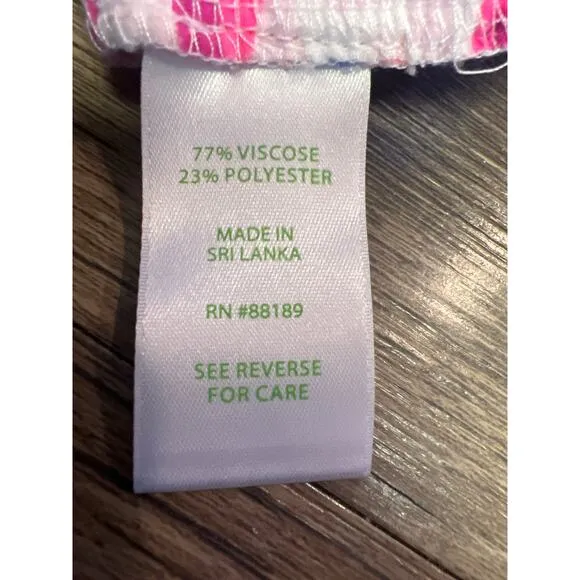 77% VISCOSE
23% POLYESTER
MADE IN
SRI LANKA
RN #88189
SEE REVERSE
FOR CARE